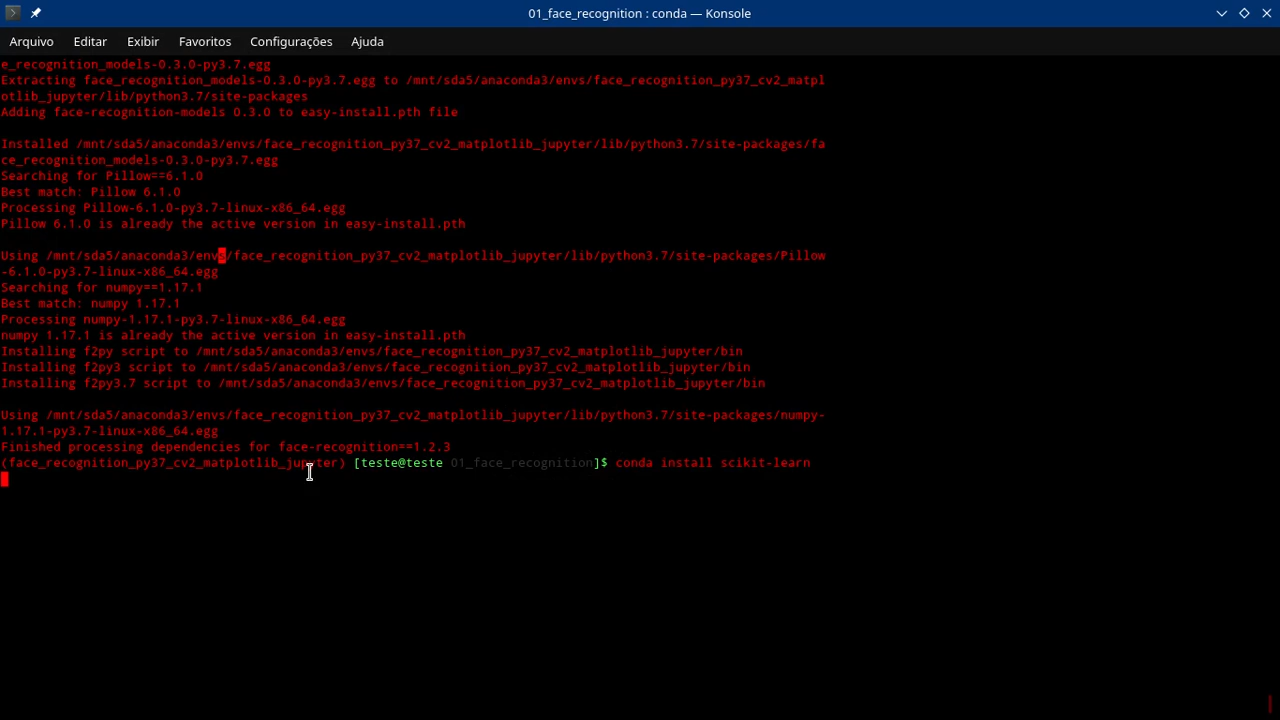 01_face_recognition : conda — Konsole
Arquivo Editar Exibir Favoritos Configurações Ajuda
e_recognition_models-0.3.0-py3.7.egg
Extracting face_recognition_models-0.3.0-py3.7.egg to /mnt/sda5/anaconda3/envs/face_recognition_py37_cv2_matpl
otlib_jupyter/lib/python3.7/site-packages
Adding face-recognition-models 0.3.0 to easy-install.pth file
Installed /mnt/sda5/anaconda3/envs/face_recognition_py37_cv2_matplotlib_jupyter/lib/python3.7/site-packages/fa
ce_recognition_models-0.3.0-py3.7.egg
Searching for Pillow==6.1.0
Best match: Pillow 6.1.0
Processing Pillow-6.1.0-py3.7-linux-x86_64.egg
Pillow 6.1.0 is already the active version in easy-install.pth
Using /mnt/sda5/anaconda3/envs/face_recognition_py37_cv2_matplotlib_jupyter/lib/python3.7/site-packages/Pillow
-6.1.0-py3.7-linux-x86_64.egg
Searching for numpy==1.17.1
Best match: numpy 1.17.1
Processing numpy-1.17.1-py3.7-linux-x86_64.egg
numpy 1.17.1 is already the active version in easy-install.pth
Installing f2py script to /mnt/sda5/anaconda3/envs/face_recognition_py37_cv2_matplotlib_jupyter/bin
Installing f2py3 script to /mnt/sda5/anaconda3/envs/face_recognition_py37_cv2_matplotlib_jupyter/bin
Installing f2py3.7 script to /mnt/sda5/anaconda3/envs/face_recognition_py37_cv2_matplotlib_jupyter/bin
Using /mnt/sda5/anaconda3/envs/face_recognition_py37_cv2_matplotlib_jupyter/lib/python3.7/site-packages/numpy-
1.17.1-py3.7-linux-x86_64.egg
Finished processing dependencies for face-recognition==1.2.3
(face_recognition_py37_cv2_matplotlib_jupyter) [teste@teste 01_face_recognition]$ conda install scikit-learn